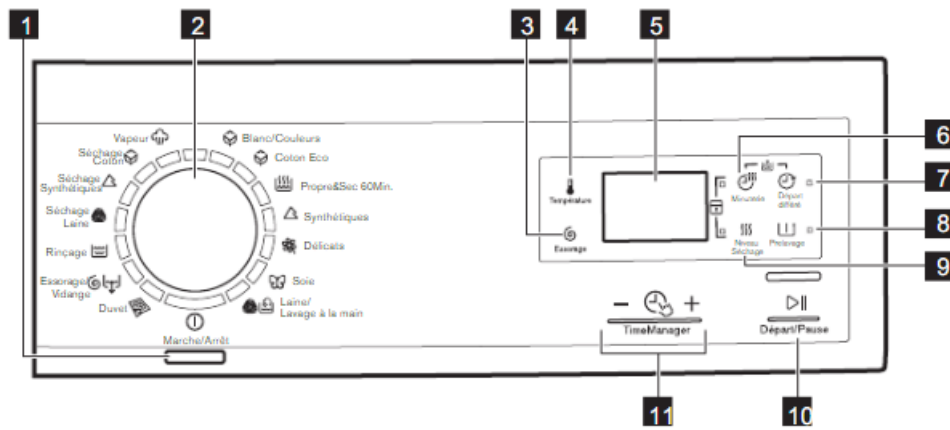 1
2
3
4
5
6
7
8
9
10
11
Vapeur
Séchage
Coton
Séchage
Synthétiques
Séchage
Laine
Rinçage
Essorage/
Vidange
Duvet
Marche/Arrêt
Blanc/Couleurs
Coton Eco
Propre&Sec 60Min.
Synthétiques
Délicats
Soie
Laine/
Lavage à la main
Température
Essorage
Minuterie
Départ
différé
Niveau
Séchage
Prelavage
TimeManager
Départ/Pause